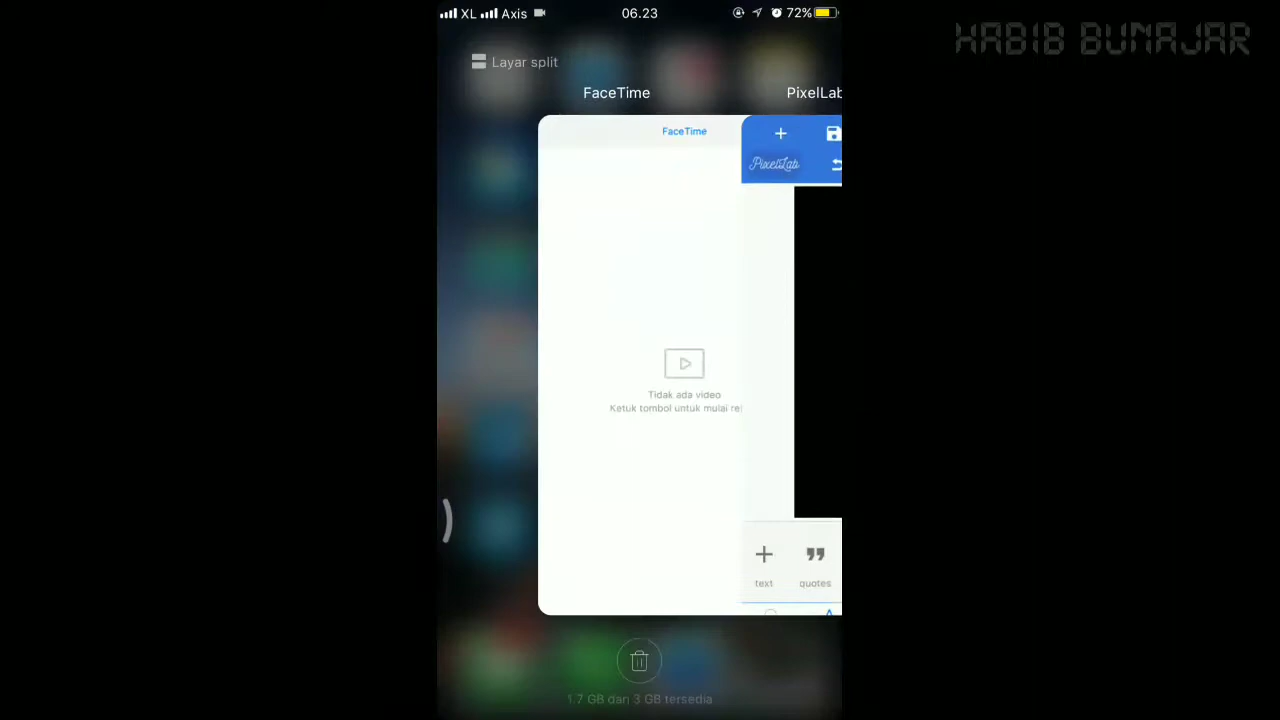 XL Axis 06.23 72%
HABIB BUMAJAR
Layar split
FaceTime PixelLab
FaceTime
PixelLab
Tidak ada video
Ketuk tombol untuk mulai re
text quotes
1.7 GB dari 3 GB tersedia